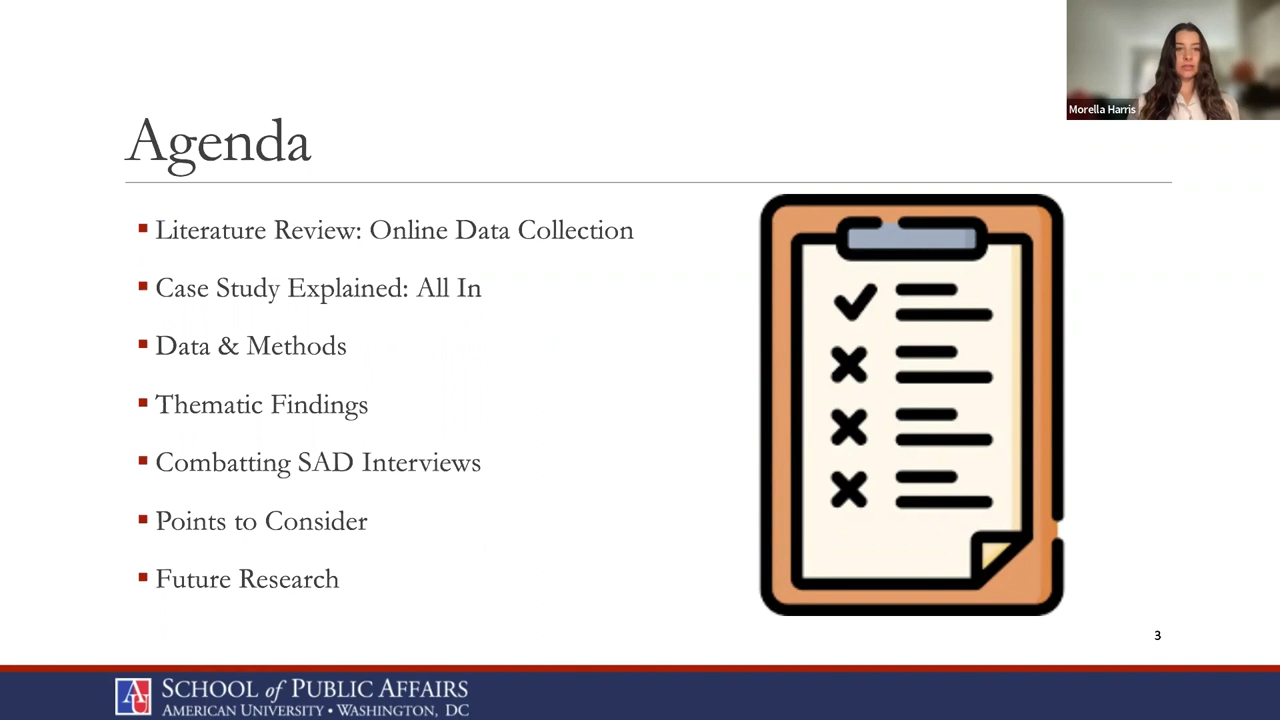 Morella Harris
Agenda
Literature Review: Online Data Collection
Case Study Explained: All In
Data & Methods
Thematic Findings
Combatting SAD Interviews
Points to Consider
Future Research
3
AU
SCHOOL of PUBLIC AFFAIRS
AMERICAN UNIVERSITY • WASHINGTON, DC